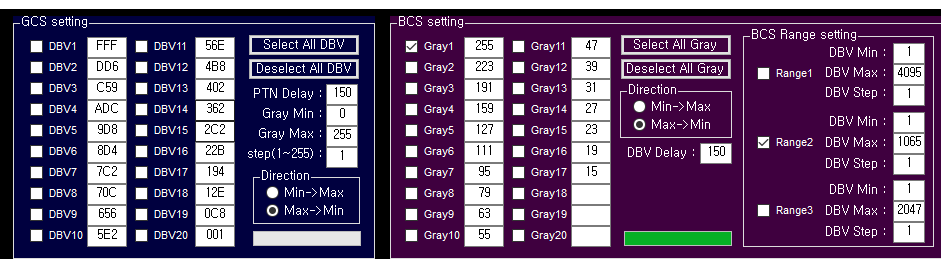 GCS setting
DBV1 FFF DBV11 56E Select All DBV
DBV2 DD6 DBV12 4B8 Deselect All DBV
DBV3 C59 DBV13 402 PTN Delay : 150
DBV4 ADC DBV14 362 Gray Min : 0
DBV5 9D8 DBV15 2C2 Gray Max : 255
DBV6 8D4 DBV16 22B step(1~255) : 1
DBV7 7C2 DBV17 194 Direction
DBV8 70C DBV18 12E Min->Max
DBV9 656 DBV19 0C8 Max->Min
DBV10 5E2 DBV20 001
BCS setting
Gray1 255 Gray11 47 Select All Gray
Gray2 223 Gray12 39 Deselect All Gray
Gray3 191 Gray13 31 Direction
Gray4 159 Gray14 27 Min->Max
Gray5 127 Gray15 23 Max->Min
Gray6 111 Gray16 19 DBV Delay : 150
Gray7 95 Gray17 15
Gray8 79 Gray18
Gray9 63 Gray19
Gray10 55 Gray20
BCS Range setting
DBV Min : 1
Range1 DBV Max : 4095
DBV Step : 1
DBV Min : 1
Range2 DBV Max : 1065
DBV Step : 1
DBV Min : 1
Range3 DBV Max : 2047
DBV Step : 1